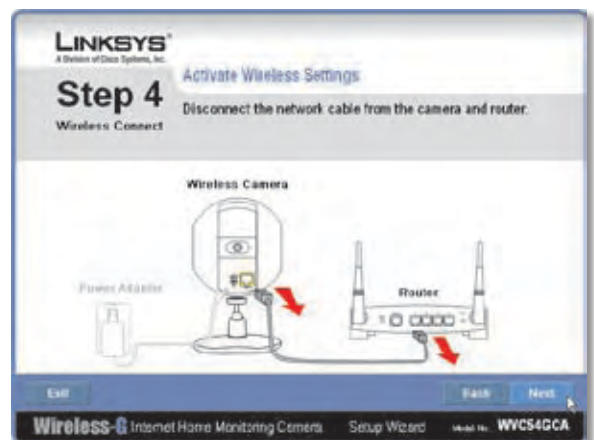 LINKSYS®
A Division of Cisco Systems, Inc.
Step 4
Wireless Connect
Activate Wireless Settings
Disconnect the network cable from the camera and router.
Wireless Camera
Power Adapter
Router
Exit
Back
Next
Wireless-G Internet Home Monitoring Camera
Setup Wizard
Model No. WVC54GCA